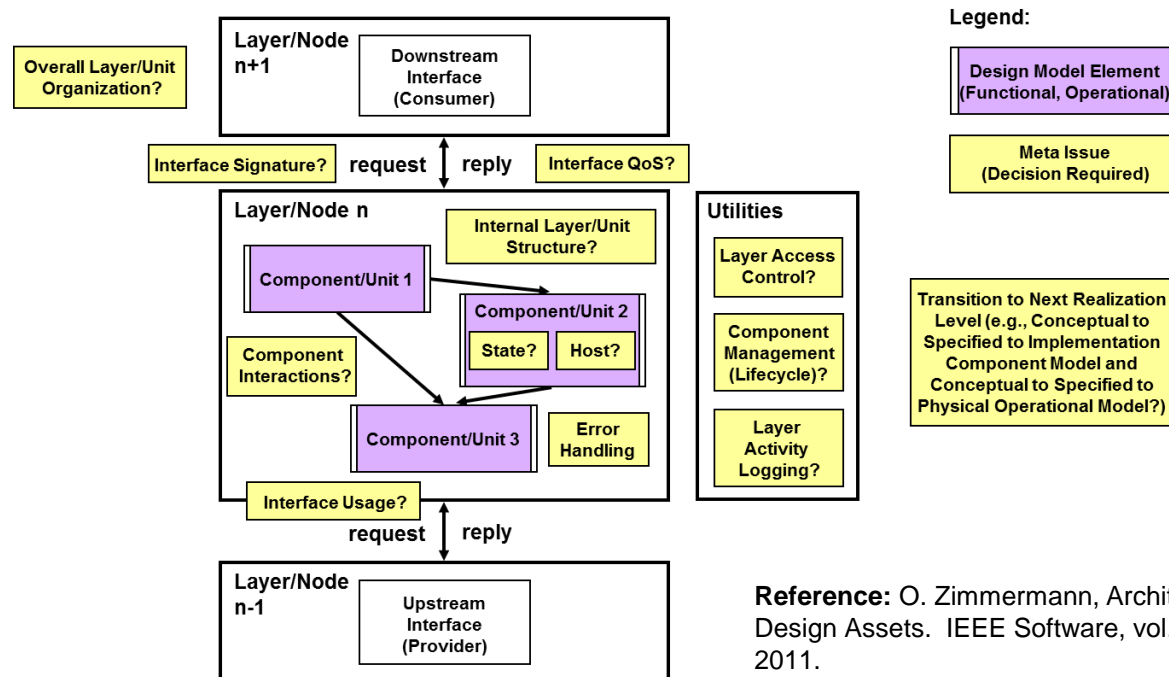 Layer/Node
n+1
Downstream
Interface
(Consumer)
Overall Layer/Unit
Organization?
Legend:
Design Model Element
(Functional, Operational)
Meta Issue
(Decision Required)
Interface Signature?
request
reply
Interface QoS?
Layer/Node n
Internal Layer/Unit
Structure?
Component/Unit 1
Component/Unit 2
State?
Host?
Component
Interactions?
Component/Unit 3
Error
Handling
Interface Usage?
Utilities
Layer Access
Control?
Component
Management
(Lifecycle)?
Layer
Activity
Logging?
Transition to Next Realization
Level (e.g., Conceptual to
Specified to Implementation
Component Model and
Conceptual to Specified to
Physical Operational Model?)
request
reply
Layer/Node
n-1
Upstream
Interface
(Provider)
Reference: O. Zimmermann, Archit
Design Assets. IEEE Software, vol.
2011.